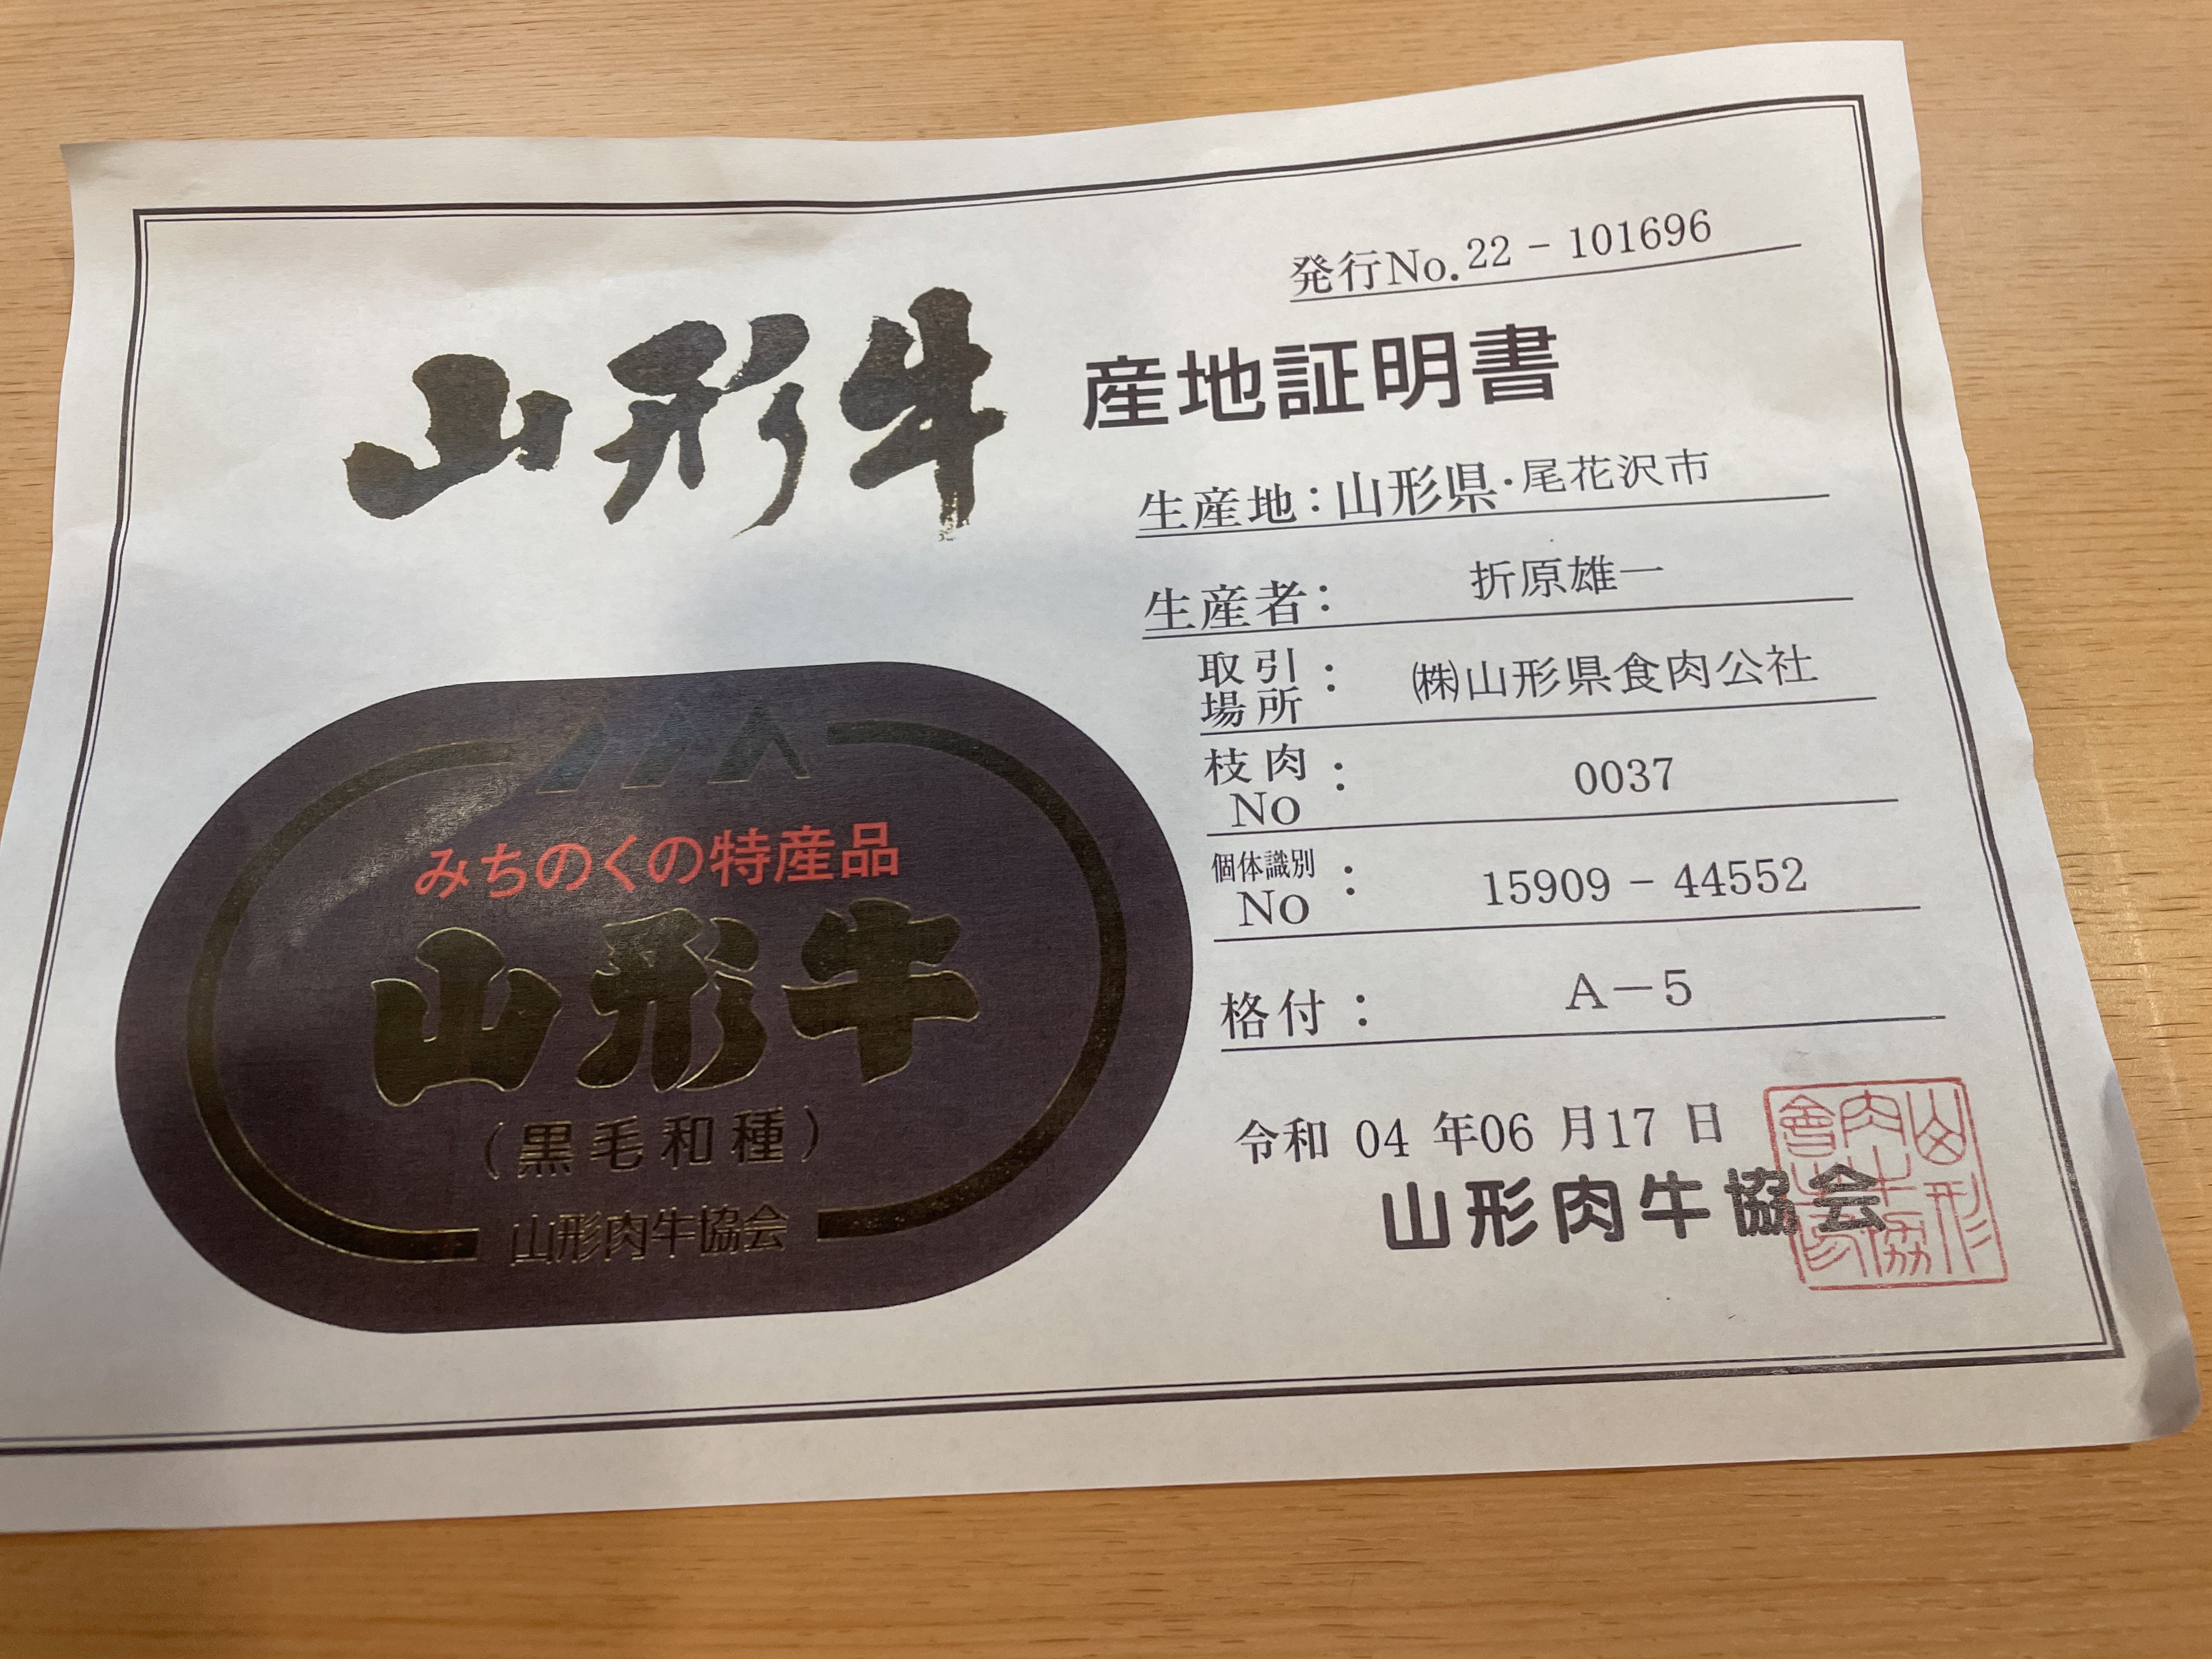 発行No.22-101696
山形牛 産地証明書
生産地：山形県・尾花沢市
生産者： 折原雄一
取引場所： ㈱山形県食肉公社
枝肉No： 0037
個体識別No： 15909-44552
格付： A-5
令和 04 年06 月17 日
山形肉牛協会
みちのくの特産品
山形牛
(黒毛和種)
山形肉牛協会